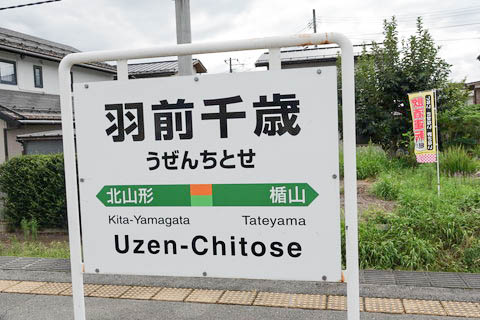 羽前千歳
うぜんちとせ
北山形 楯山
Kita-Yamagata Tateyama
Uzen-Chitose